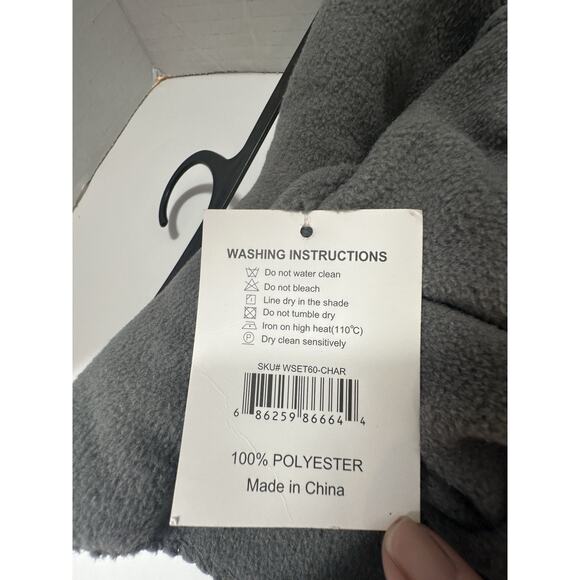 WASHING INSTRUCTIONS
Do not water clean
Do not bleach
Line dry in the shade
Do not tumble dry
Iron on high heat(110℃)
P Dry clean sensitively
SKU# WSET60-CHAR
6 86259 86664 4
100% POLYESTER
Made in China